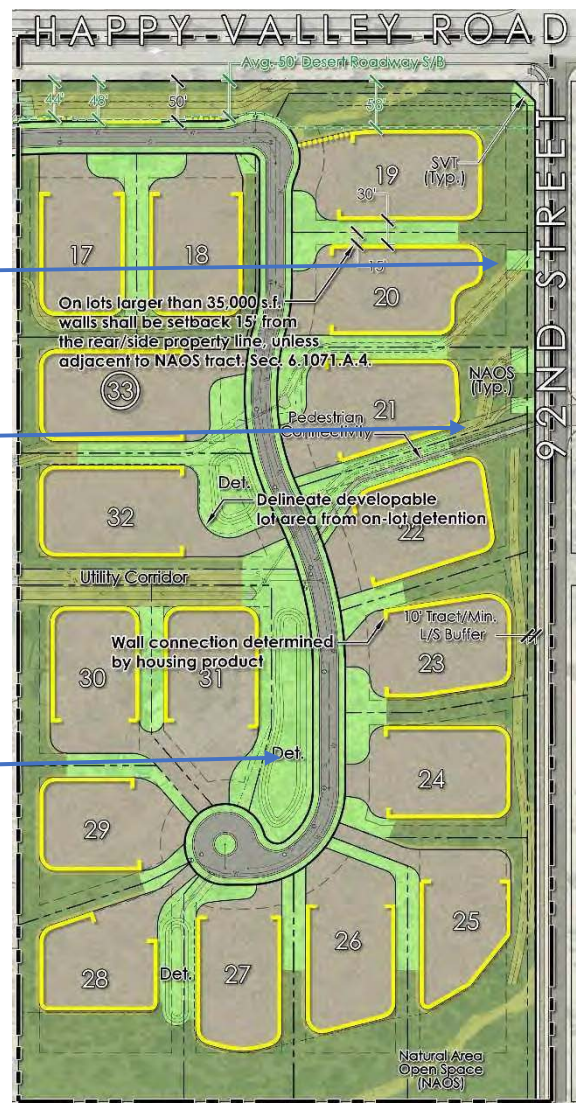 HAPPY VALLEY ROAD
Avg. 50' Desert Roadway S/B
44'
48'
50'
58'
92ND STREET
SVT
(Typ.)
19
30'
17
18
15'
20
On lots larger than 35,000 s.f.
walls shall be setback 15' from
the rear/side property line, unless
adjacent to NAOS tract. Sec. 6.1071.A.4.
NAOS
(Typ.)
33
21
Pedestrian
Connectivity
Det.
Delineate developable
lot area from on-lot detention
32
22
Utility Corridor
10' Tract/Min.
L/S Buffer
Wall connection determined
by housing product
23
30
31
Det.
24
29
25
26
27
28
Det.
Natural Area
Open Space
(NAOS)